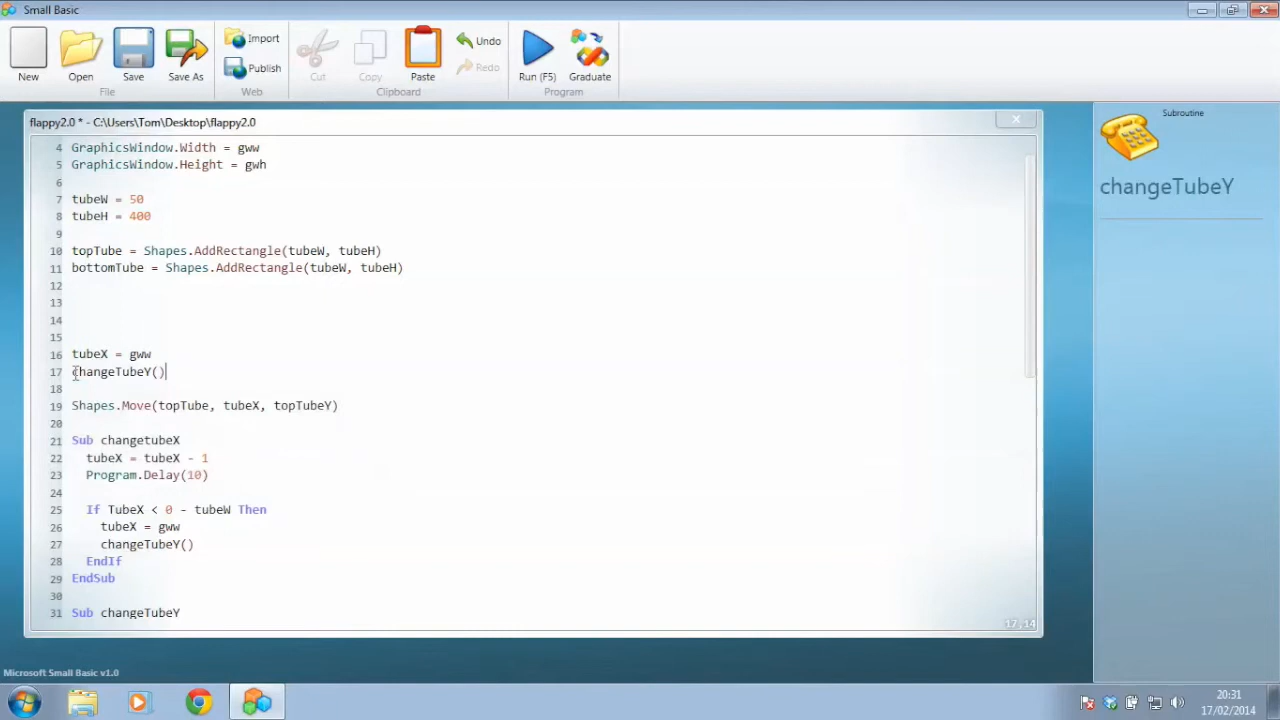 Small Basic
New
Open
Save
Save As
File
Import
Publish
Web
Cut
Copy
Paste
Undo
Redo
Clipboard
Run (F5)
Graduate
Program
flappy2.0 * - C:\Users\Tom\Desktop\flappy2.0
4 GraphicsWindow.Width = gww
5 GraphicsWindow.Height = gwh
6
7 tubeW = 50
8 tubeH = 400
9
10 topTube = Shapes.AddRectangle(tubeW, tubeH)
11 bottomTube = Shapes.AddRectangle(tubeW, tubeH)
12
13
14
15
16 tubeX = gww
17 changeTubeY()
18
19 Shapes.Move(topTube, tubeX, topTubeY)
20
21 Sub changetubeX
22 tubeX = tubeX - 1
23 Program.Delay(10)
24
25 If TubeX < 0 - tubeW Then
26 tubeX = gww
27 changeTubeY()
28 EndIf
29 EndSub
30
31 Sub changeTubeY
17,14
Subroutine
changeTubeY
Microsoft Small Basic v1.0
20:31
17/02/2014